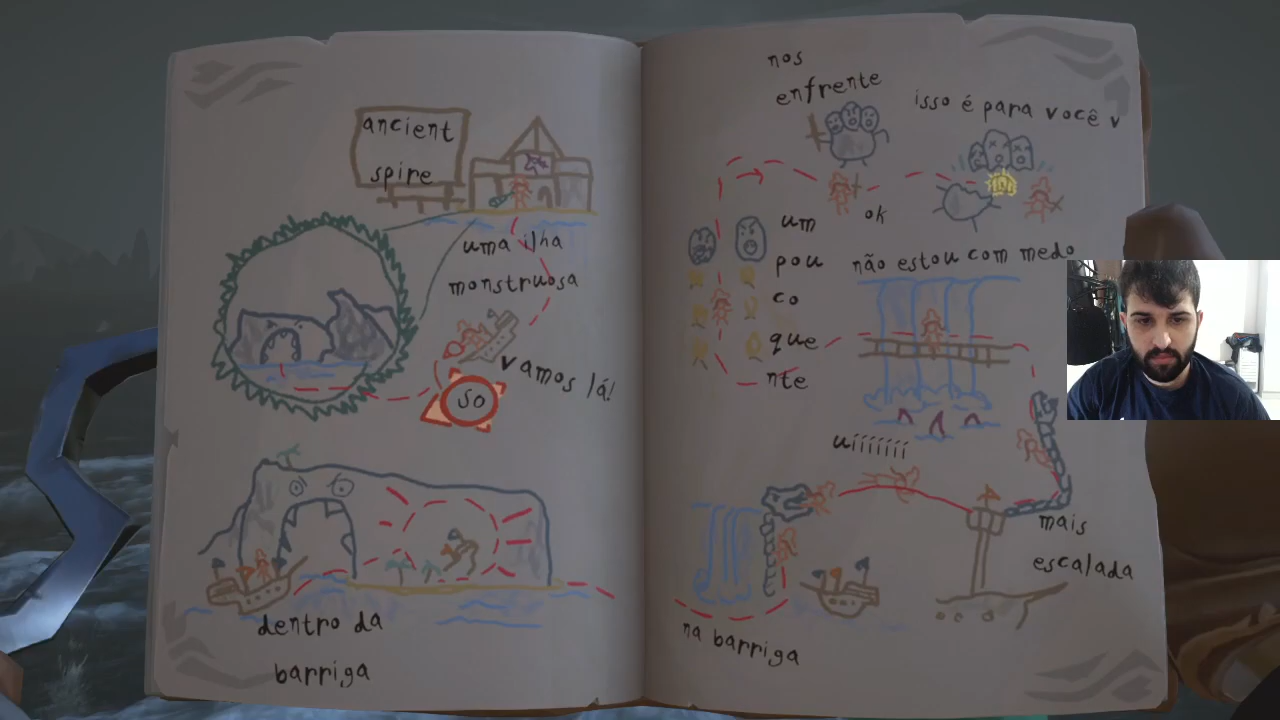 ancient
spire
uma ilha
monstruosa
vamos lá!
so
dentro da
barriga
nos
enfrente
isso é para você v
ok
um
pou
co
que
nte
não estou com medo
uíííííí
mais
escalada
na barriga